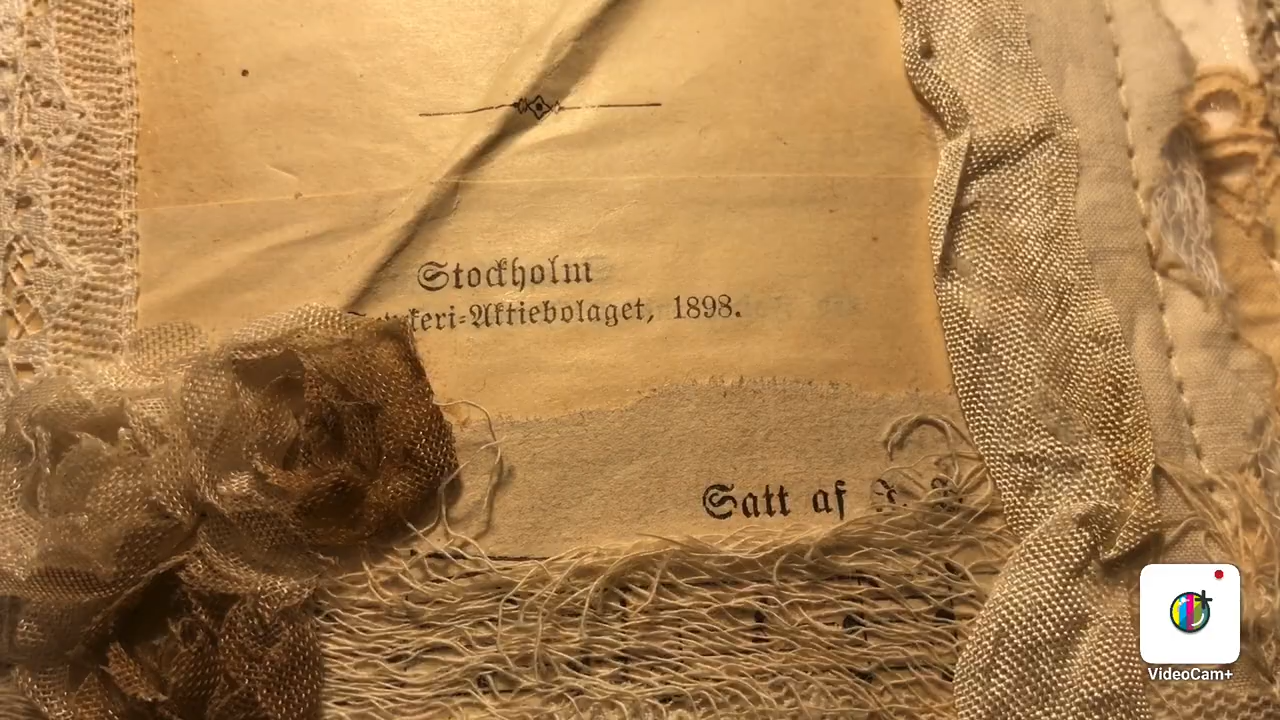 Stockholm
Aktiebolaget, 1898.
Satt af
VideoCam+